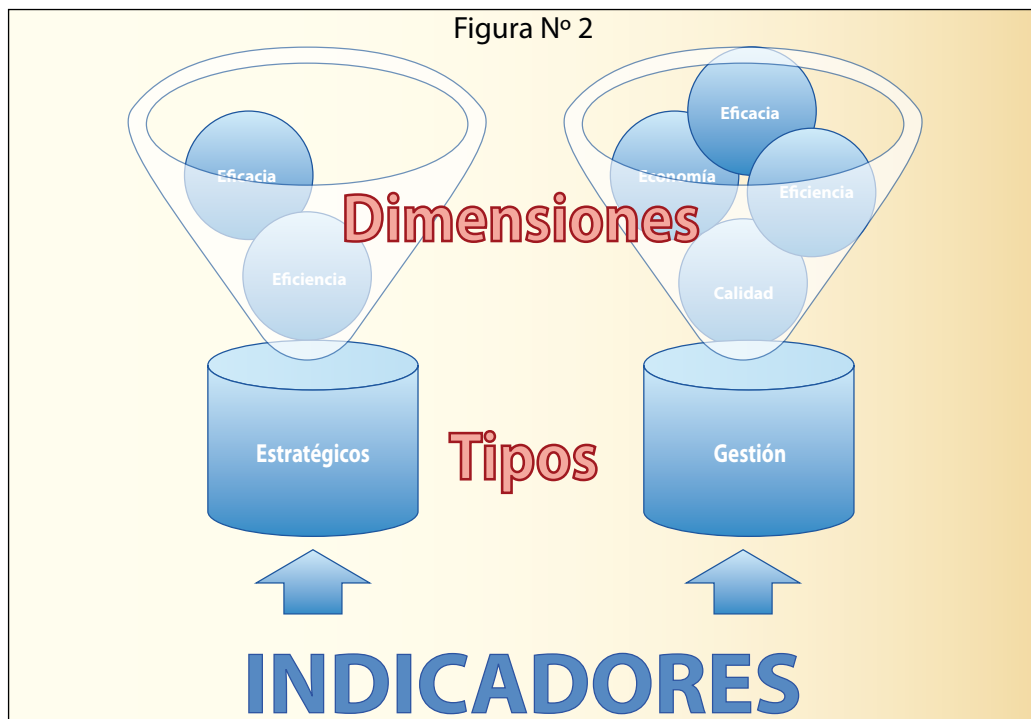 Figura Nº 2
Eficacia
Eficiencia
Eficacia
Economía
Eficiencia
Calidad
Dimensiones
Estratégicos
Tipos
Gestión
INDICADORES